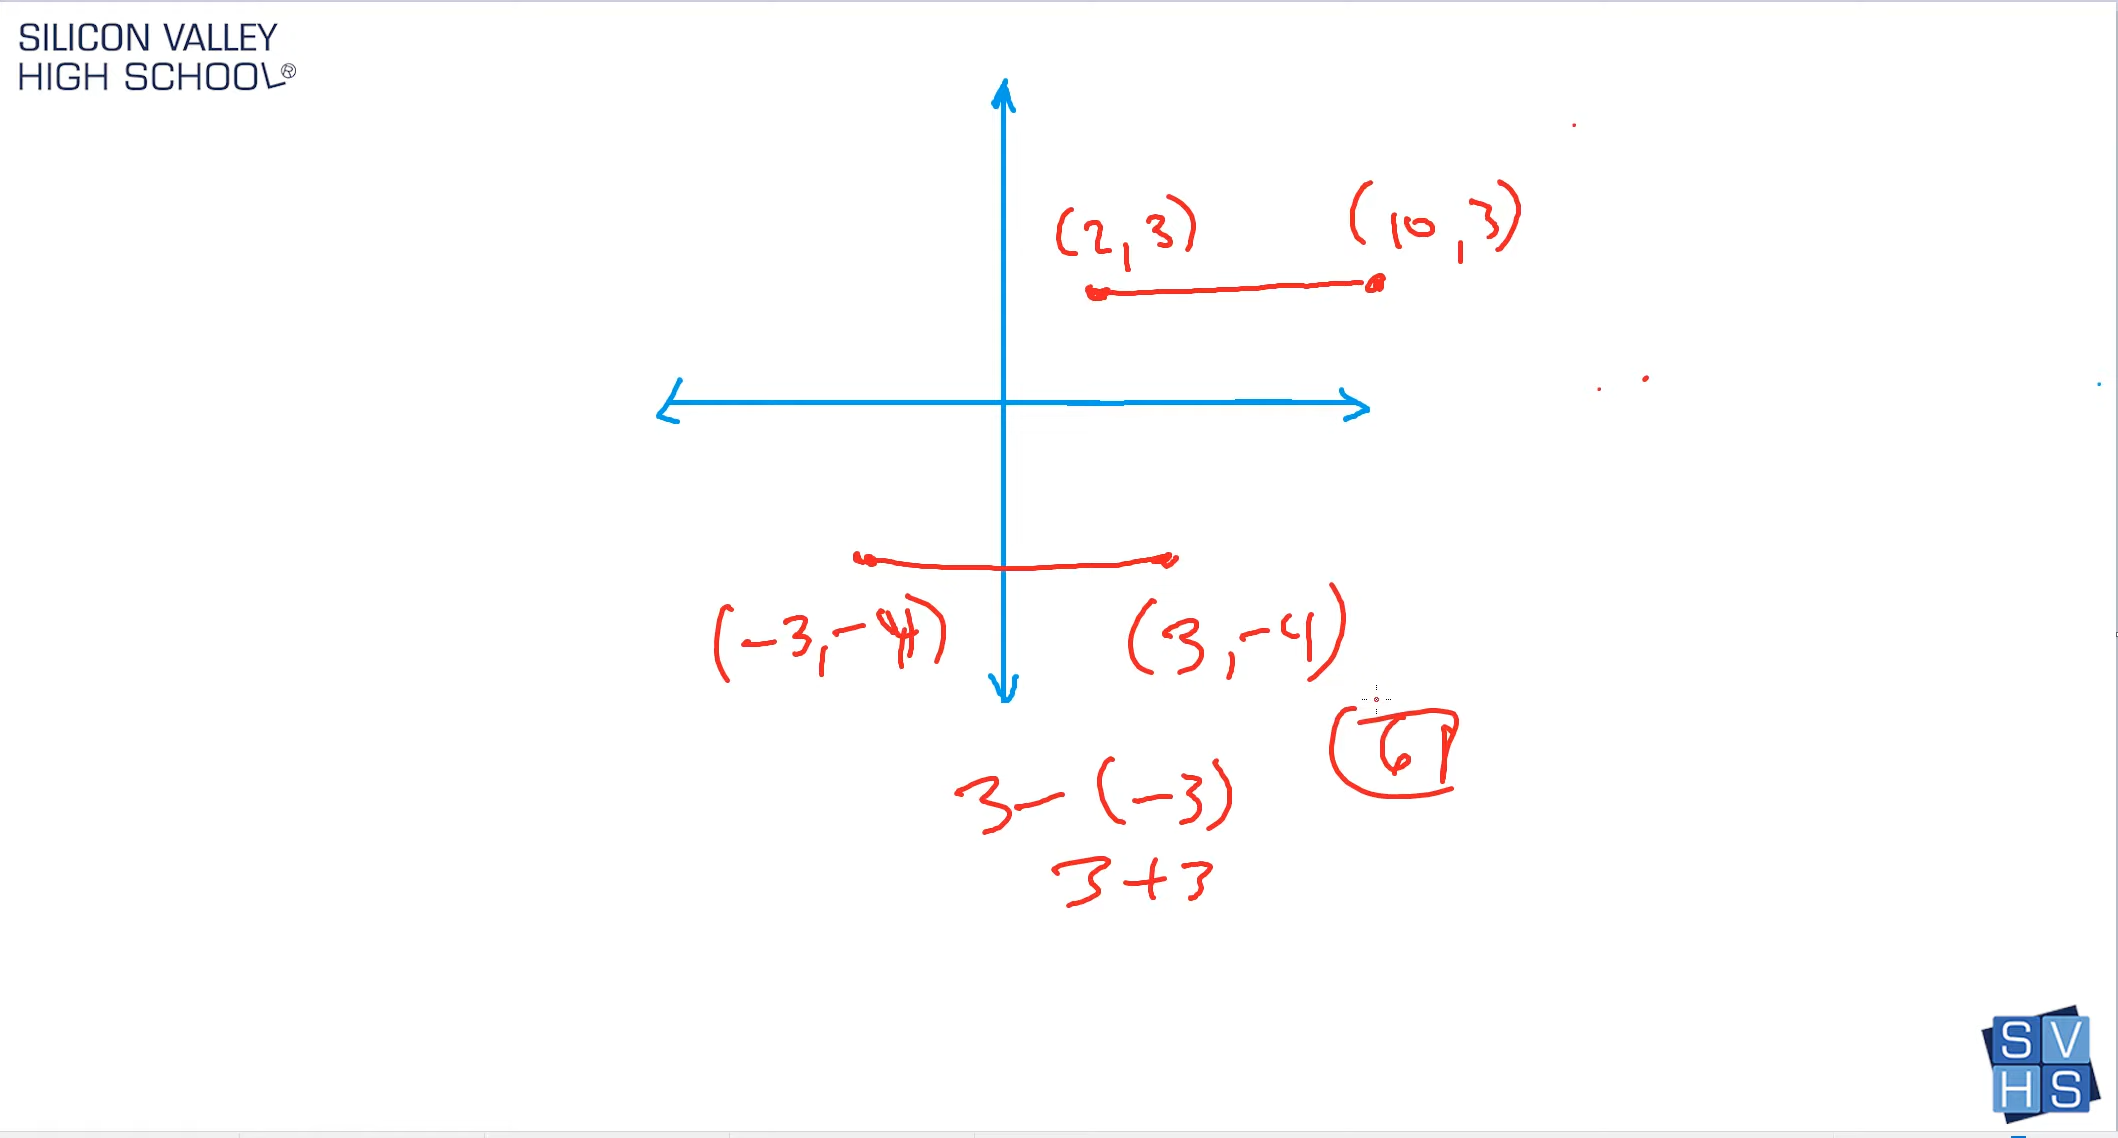 SILICON VALLEY
HIGH SCHOOL®
(2,3)
(10,3)
(-3,-4)
(3,-4)
6
3-(-3)
3+3
SV
HS